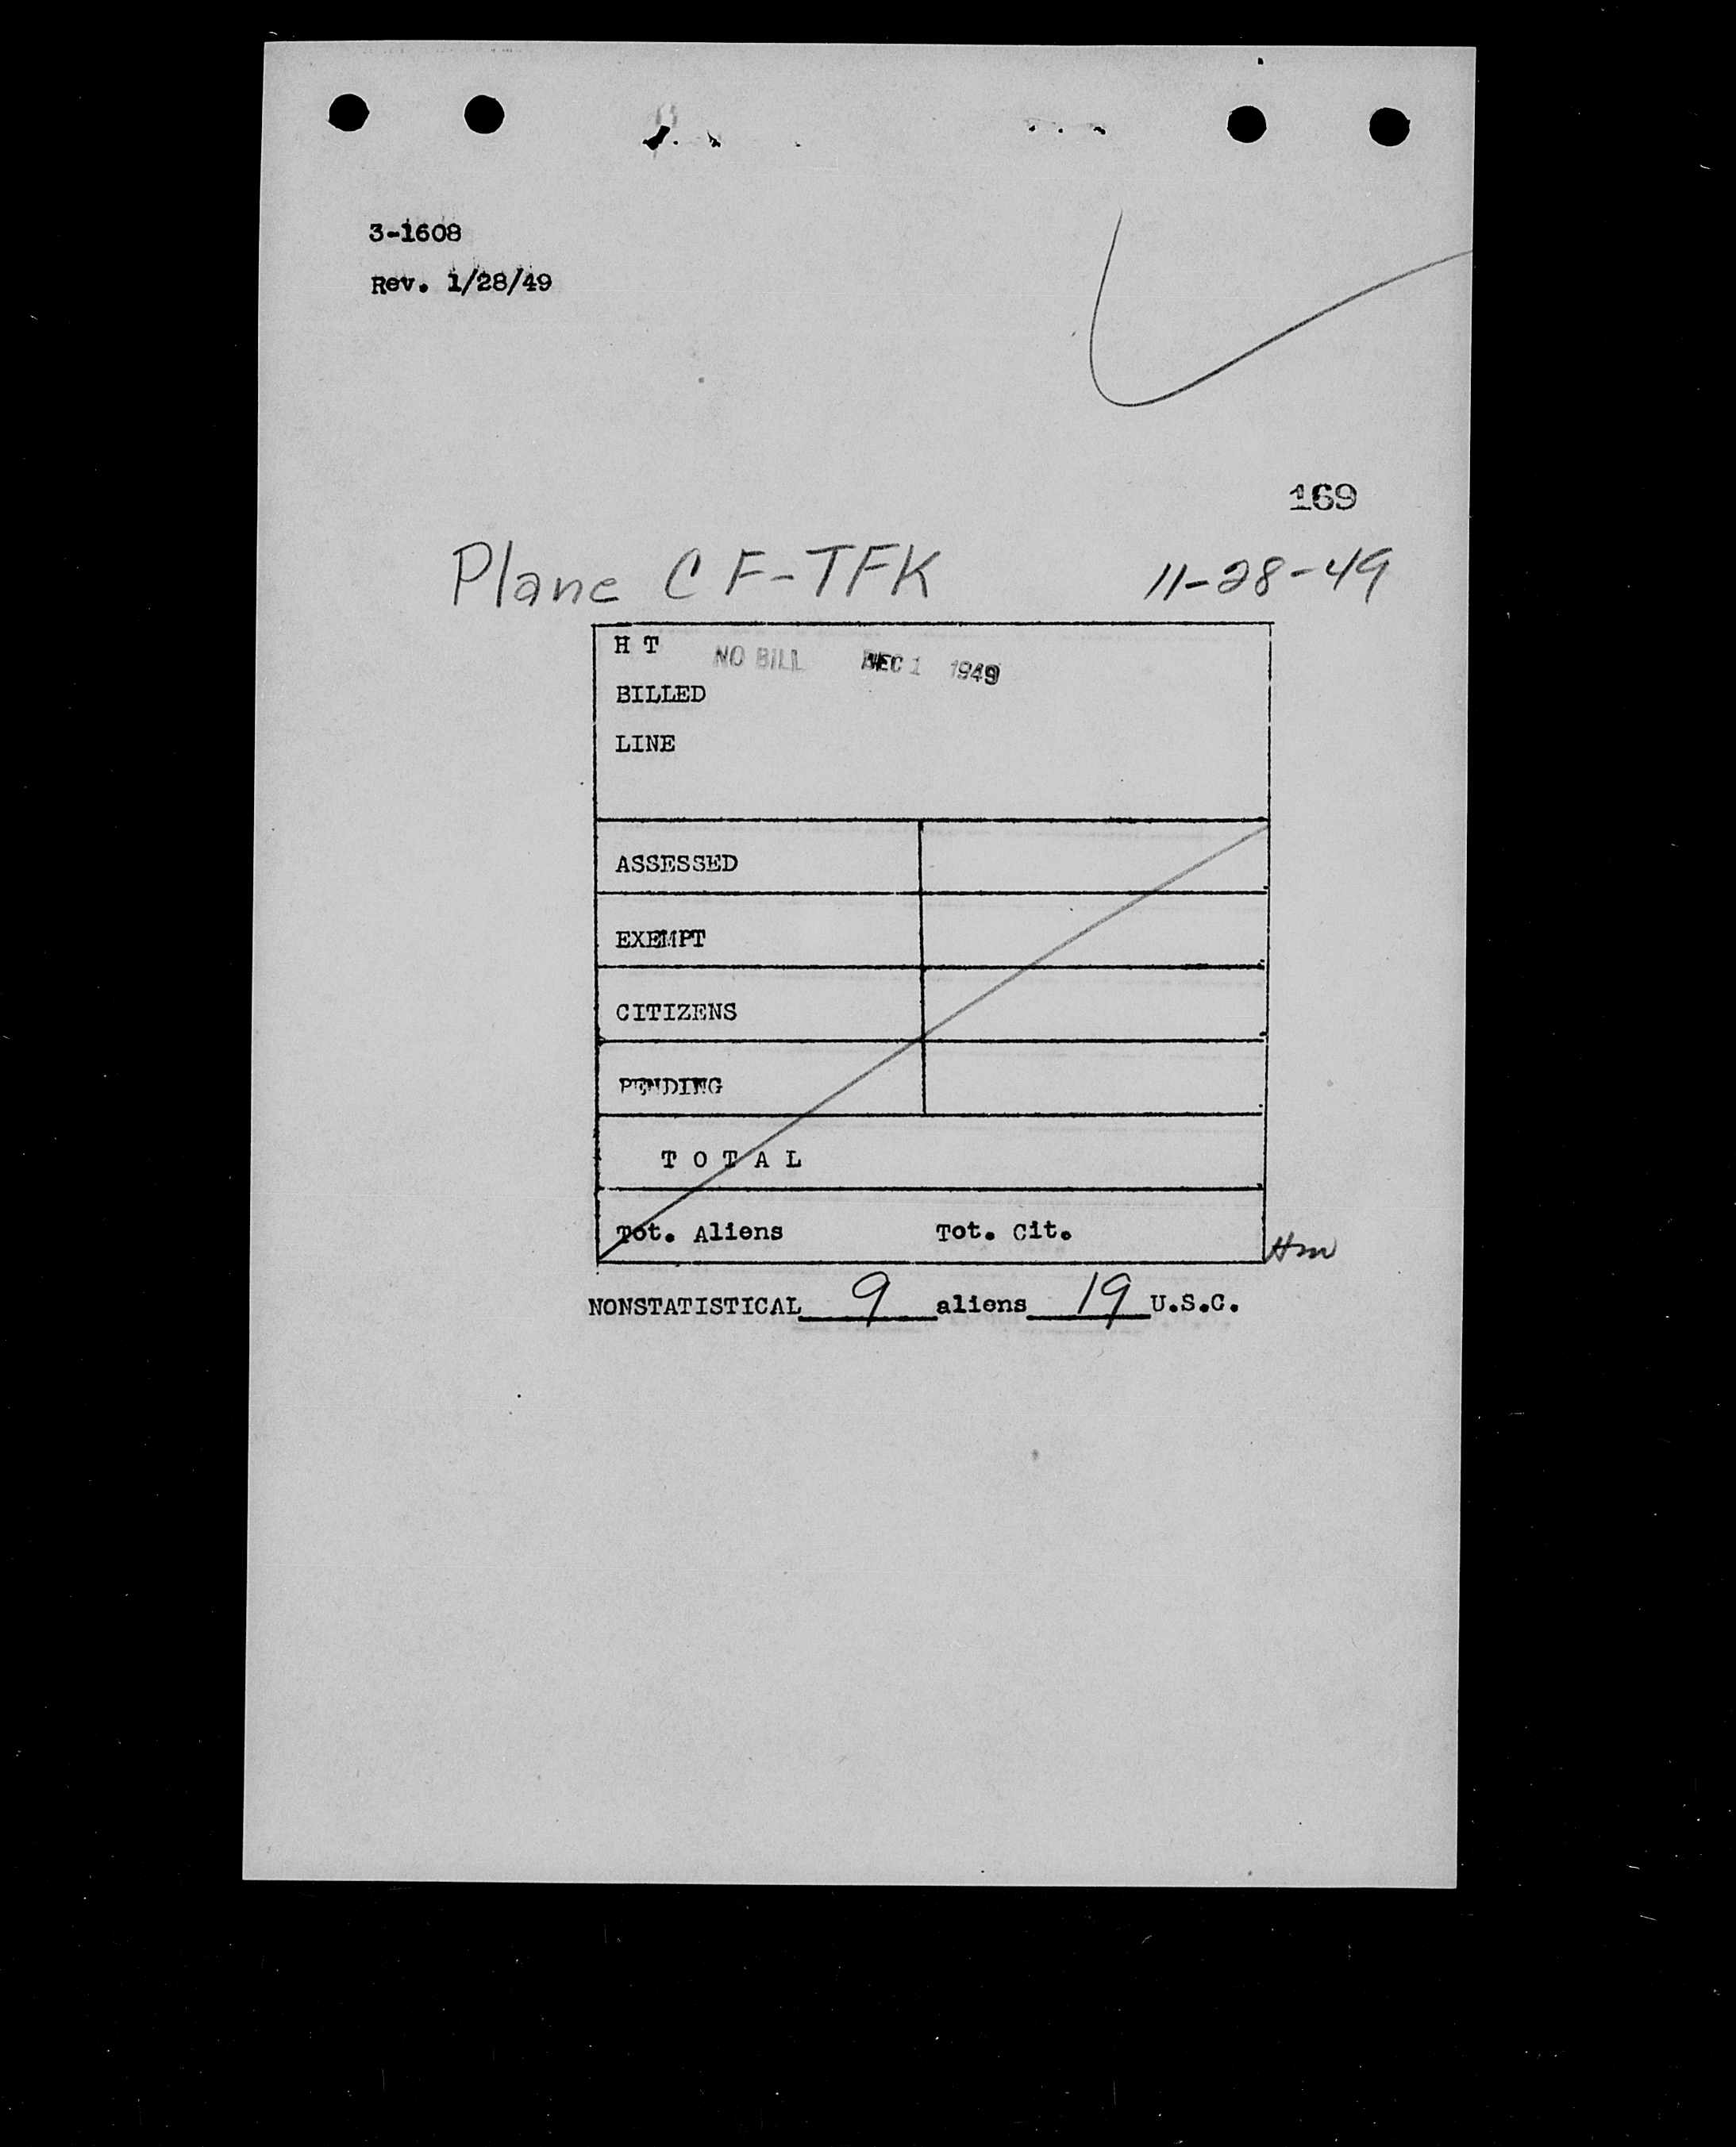 3-1608
Rev. 1/28/49
169
Plane CF-TFK 11-28-49
H T
NO BILL DEC 1 1949
BILLED
LINE
ASSESSED
EXEMPT
CITIZENS
PENDING
T O T A L
Tot. Aliens Tot. Cit.
Hm
NONSTATISTICAL 9 aliens 19 U.S.C.